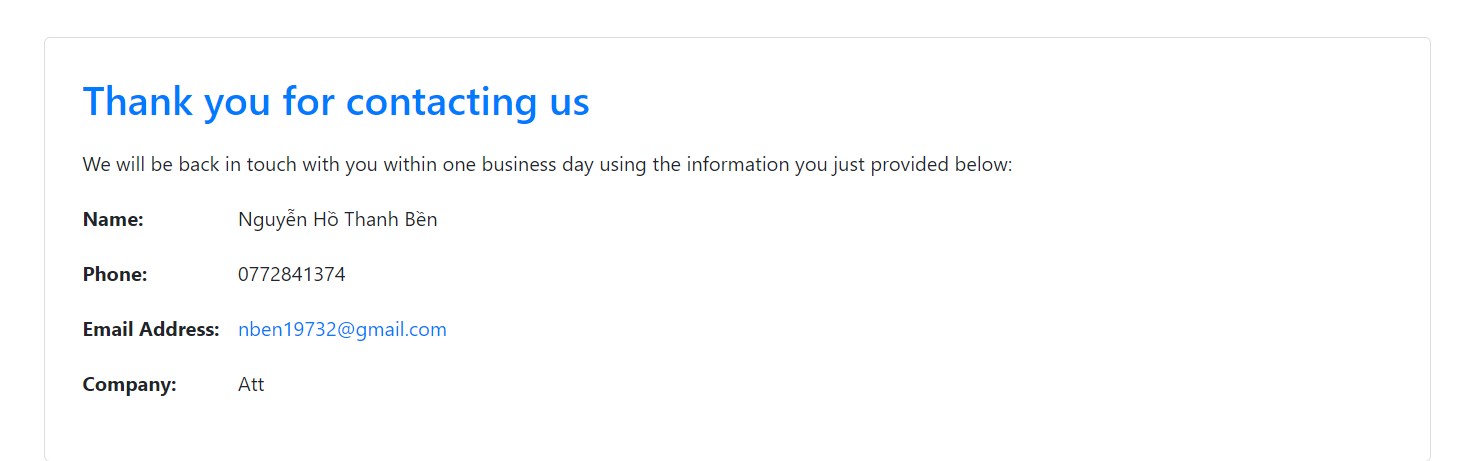 Thank you for contacting us
We will be back in touch with you within one business day using the information you just provided below:
Name: Nguyễn Hồ Thanh Bền
Phone: 0772841374
Email Address: nben19732@gmail.com
Company: Att